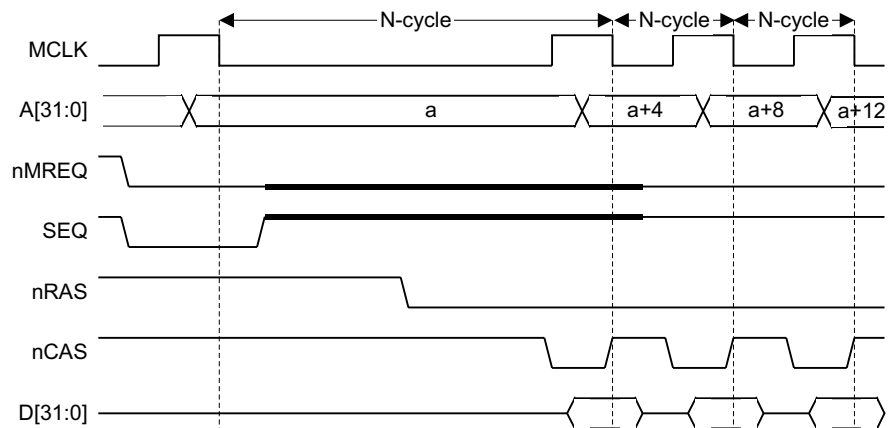 N-cycle N-cycle N-cycle
MCLK
A[31:0] a a+4 a+8 a+12
nMREQ
SEQ
nRAS
nCAS
D[31:0]